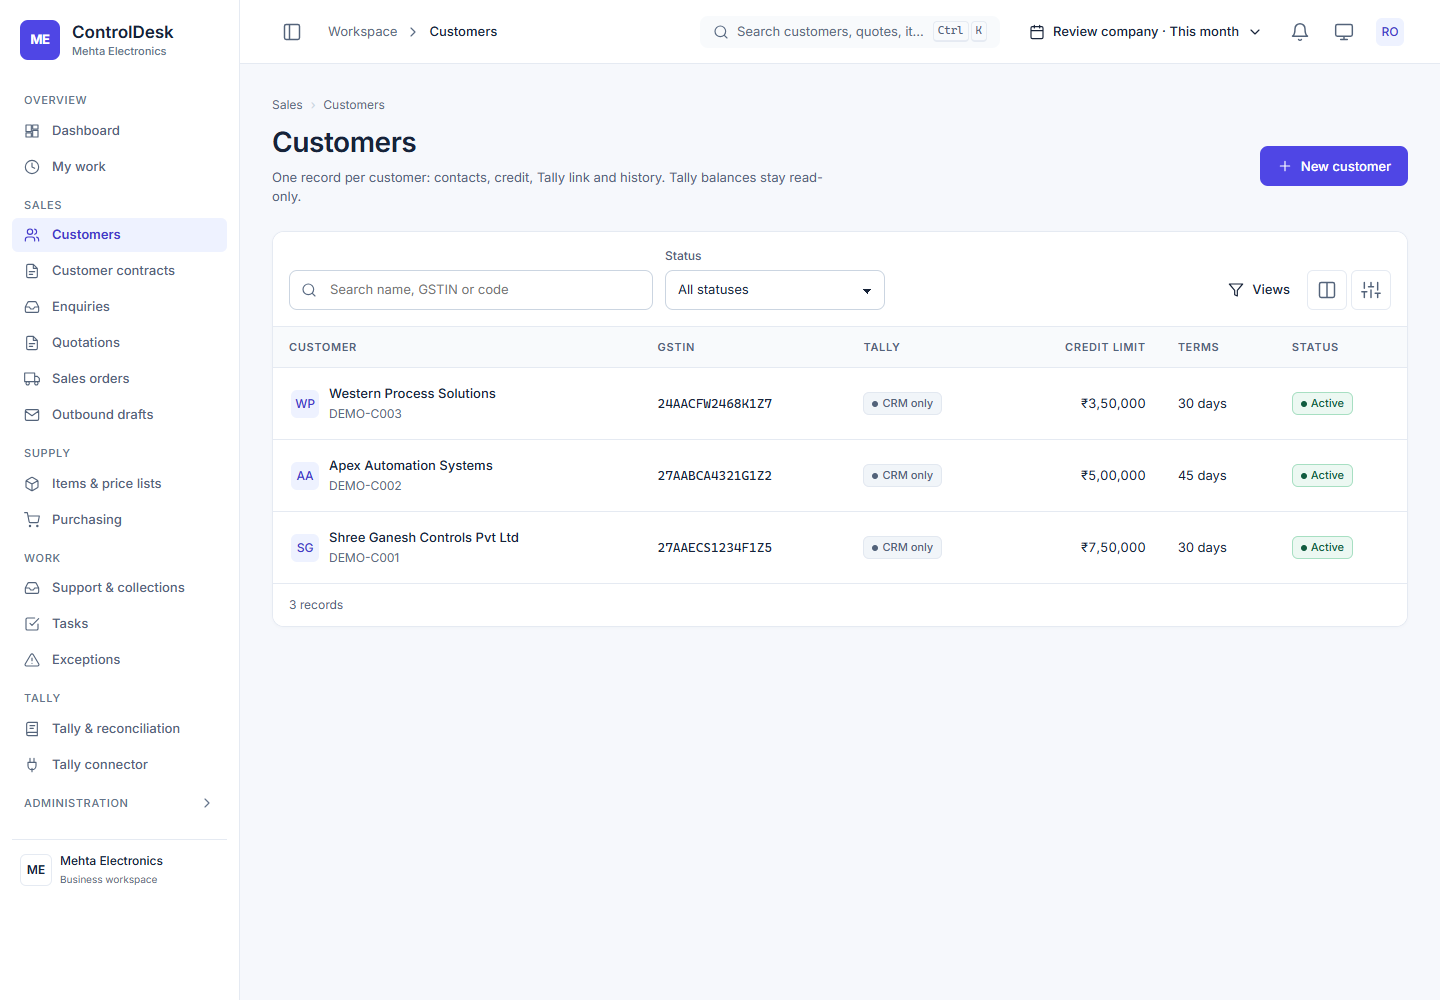 ME
ControlDesk
Mehta Electronics
OVERVIEW
Dashboard
My work
SALES
Customers
Customer contracts
Enquiries
Quotations
Sales orders
Outbound drafts
SUPPLY
Items & price lists
Purchasing
WORK
Support & collections
Tasks
Exceptions
TALLY
Tally & reconciliation
Tally connector
ADMINISTRATION
ME
Mehta Electronics
Business workspace
Workspace > Customers
Search customers, quotes, it... Ctrl K
Review company · This month
RO
Sales › Customers
Customers
One record per customer: contacts, credit, Tally link and history. Tally balances stay read-
only.
New customer
Status
Search name, GSTIN or code
All statuses
Views
CUSTOMER GSTIN TALLY CREDIT LIMIT TERMS STATUS
WP Western Process Solutions DEMO-C003 24AACFW2468K1Z7 CRM only ₹3,50,000 30 days Active
AA Apex Automation Systems DEMO-C002 27AABCA4321G1Z2 CRM only ₹5,00,000 45 days Active
SG Shree Ganesh Controls Pvt Ltd DEMO-C001 27AAECS1234F1Z5 CRM only ₹7,50,000 30 days Active
3 records